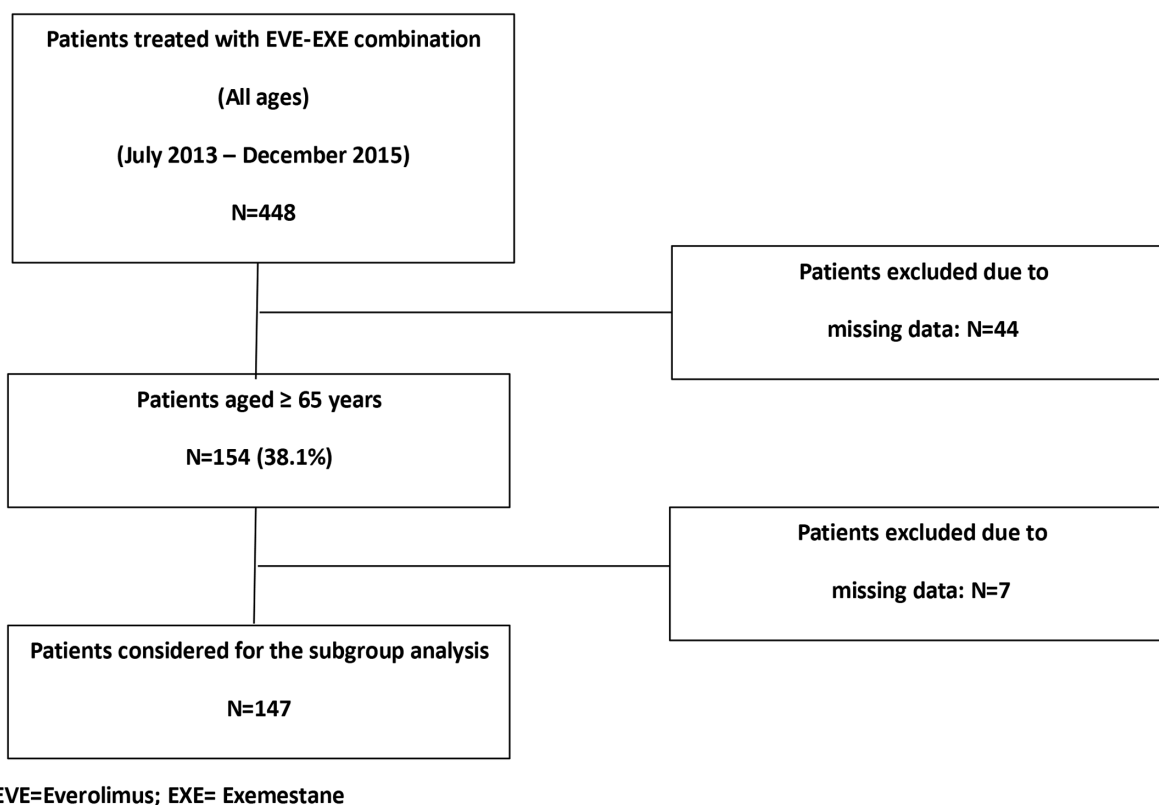 Patients treated with EVE-EXE combination
(All ages)
(July 2013 – December 2015)
N=448
Patients excluded due to
missing data: N=44
Patients aged ≥ 65 years
N=154 (38.1%)
Patients excluded due to
missing data: N=7
Patients considered for the subgroup analysis
N=147
EVE=Everolimus; EXE= Exemestane